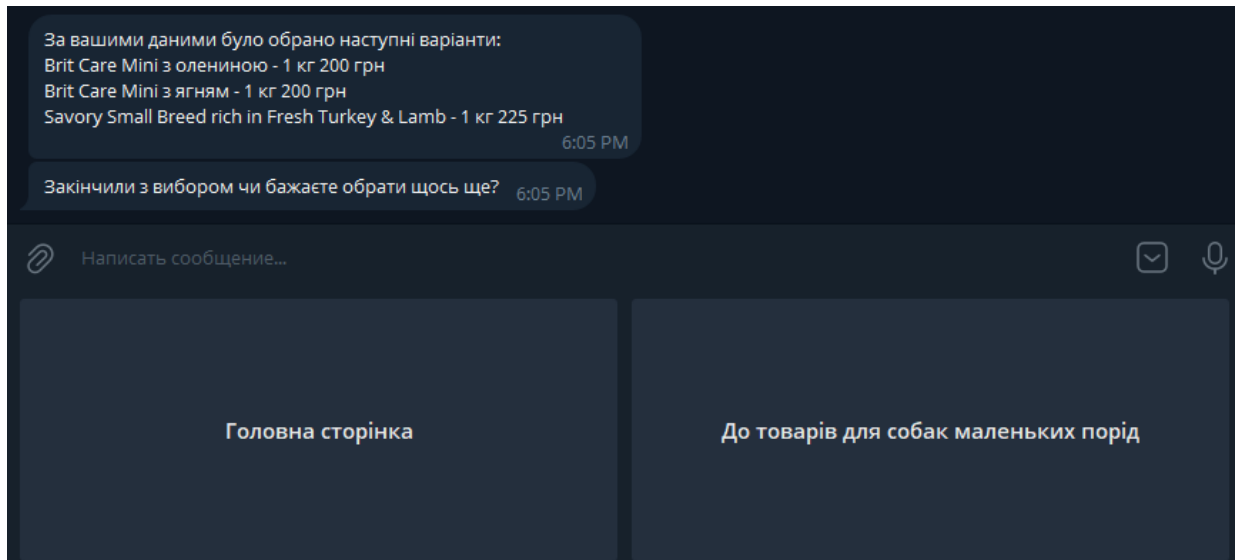 За вашими даними було обрано наступні варіанти:
Brit Care Mini з олениною - 1 кг 200 грн
Brit Care Mini з ягням - 1 кг 200 грн
Savory Small Breed rich in Fresh Turkey & Lamb - 1 кг 225 грн
6:05 PM
Закінчили з вибором чи бажаєте обрати щось ще? 6:05 PM
Написать сообщение...
Головна сторінка
До товарів для собак маленьких порід